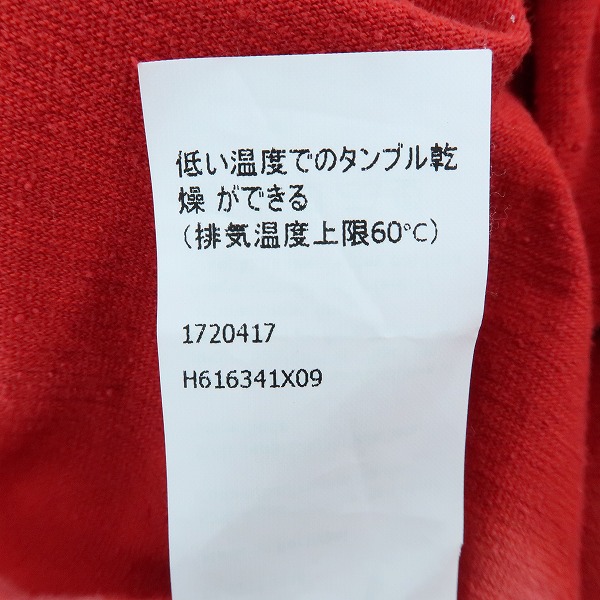 低い温度でのタンブル乾
燥 ができる
（排気温度上限60℃）
1720417
H616341X09